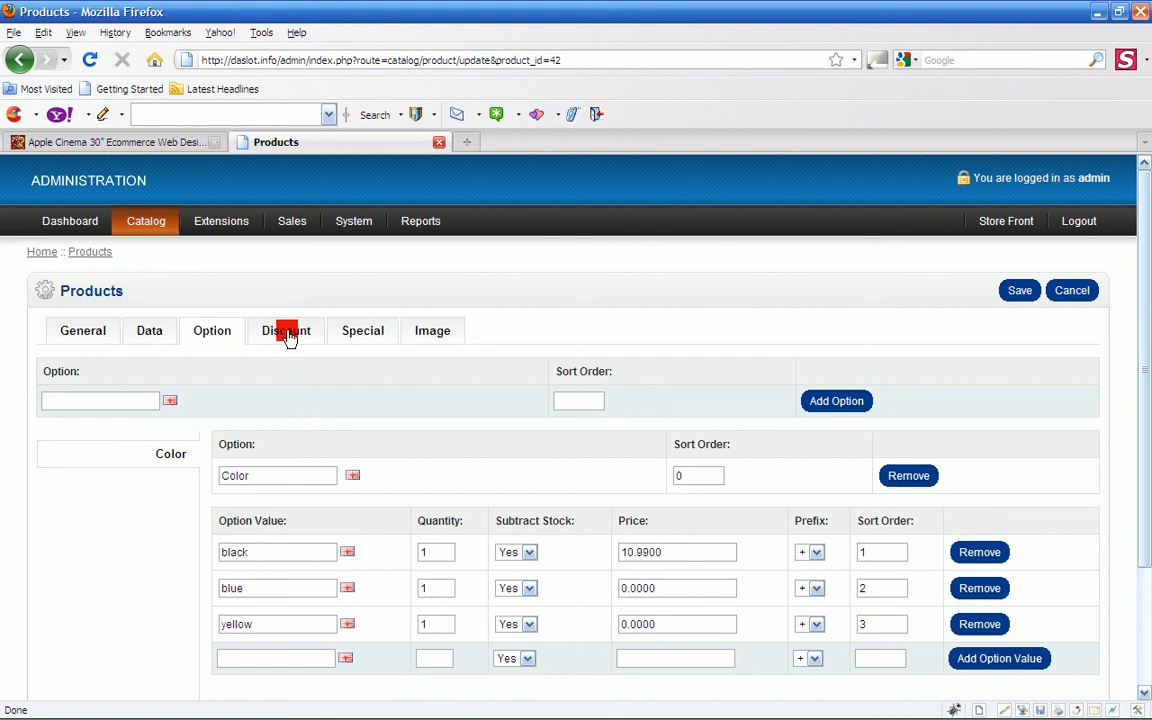 Products - Mozilla Firefox
File Edit View History Bookmarks Yahoo! Tools Help
http://daslot.info/admin/index.php?route=catalog/product/update&product_id=42
Google
S
Most Visited Getting Started Latest Headlines
Y! Search
Apple Cinema 30" Ecommerce Web Desi... Products
ADMINISTRATION
You are logged in as admin
Dashboard Catalog Extensions Sales System Reports Store Front Logout
Home :: Products
Products Save Cancel
General Data Option Discount Special Image
Option: Sort Order:
Add Option
Option: Sort Order:
Color
Color 0 Remove
Option Value: Quantity: Subtract Stock: Price: Prefix: Sort Order:
black 1 Yes 10.9900 + 1 Remove
blue 1 Yes 0.0000 + 2 Remove
yellow 1 Yes 0.0000 + 3 Remove
Yes + Add Option Value
Done